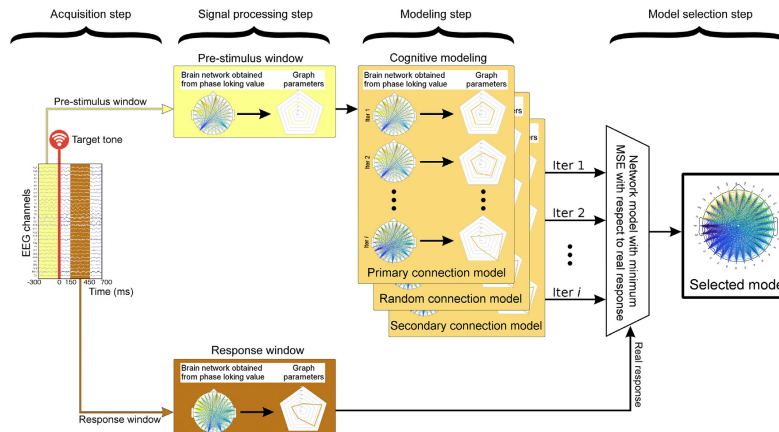 Acquisition step
Signal processing step
Modeling step
Model selection step
Pre-stimulus window
Brain network obtained
from phase loking value
Graph
parameters
Pre-stimulus window
Target tone
EEG channels
-300
0
150
450
700
Time (ms)
Cognitive modeling
Brain network obtained
from phase loking value
Graph
parameters
Iter 1
Iter 2
Iter i
Primary connection model
Random connection model
Secondary connection model
Iter 1
Iter 2
Iter i
Network model with minimum
MSE with respect to real response
Selected model
Real response
Response window
Brain network obtained
from phase loking value
Graph
parameters
Response window